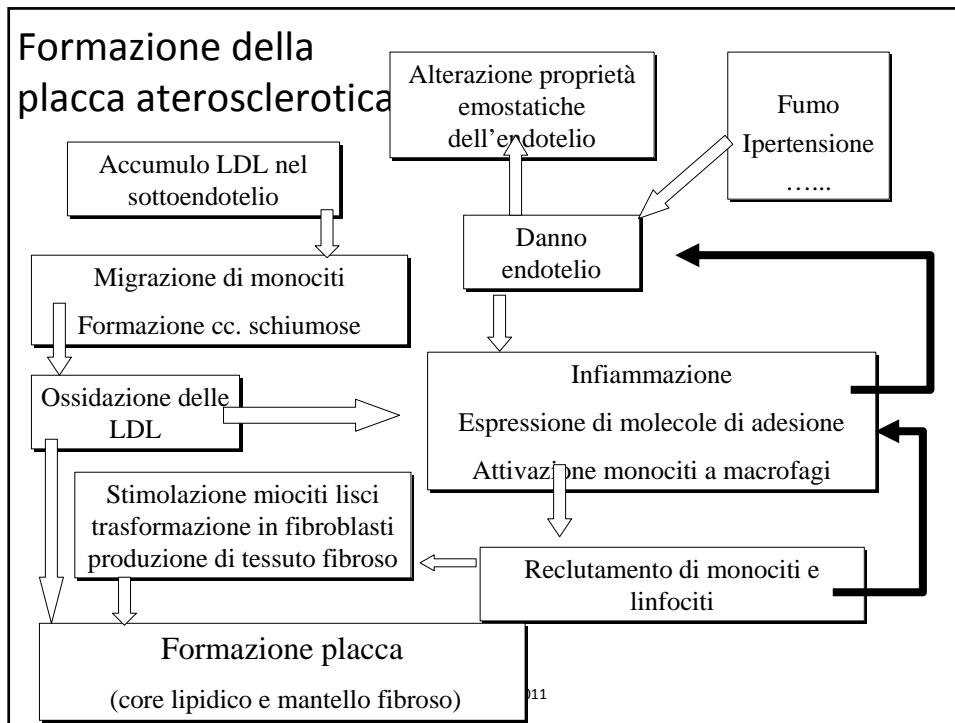 Formazione della
placca aterosclerotica
Alterazione proprietà
emostatiche
dell'endotelio
Fumo
Ipertensione
…...
Accumulo LDL nel
sottoendotelio
Danno
endotelio
Migrazione di monociti
Formazione cc. schiumose
Infiammazione
Espressione di molecole di adesione
Attivazione monociti a macrofagi
Ossidazione delle
LDL
Stimolazione miociti lisci
trasformazione in fibroblasti
produzione di tessuto fibroso
Reclutamento di monociti e
linfociti
Formazione placca
(core lipidico e mantello fibroso)